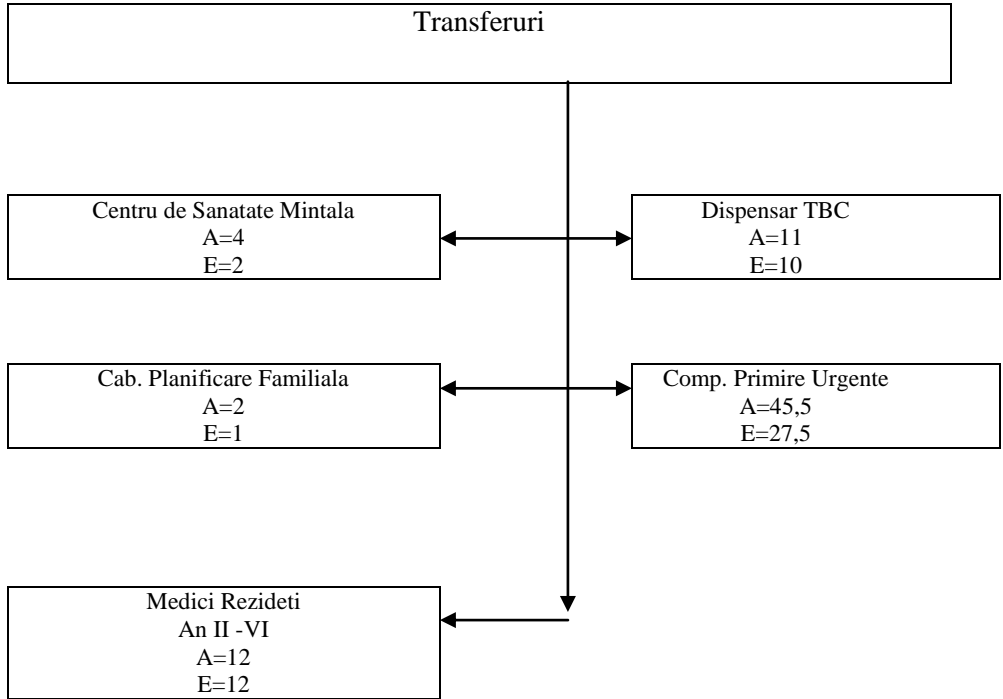 Transferuri
Centru de Sanatate Mintala
A=4
E=2
Dispensar TBC
A=11
E=10
Cab. Planificare Familiala
A=2
E=1
Comp. Primire Urgente
A=45,5
E=27,5
Medici Rezideti
An II -VI
A=12
E=12